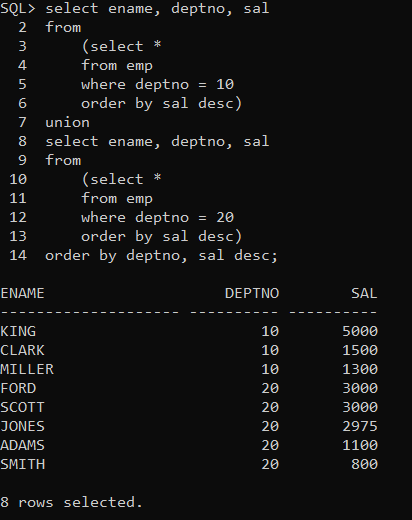 SQL> select ename, deptno, sal
  2  from
  3      (select *
  4      from emp
  5      where deptno = 10
  6      order by sal desc)
  7  union
  8  select ename, deptno, sal
  9  from
 10      (select *
 11      from emp
 12      where deptno = 20
 13      order by sal desc)
 14  order by deptno, sal desc;

ENAME                    DEPTNO        SAL
-------------------- ---------- ----------
KING                         10       5000
CLARK                        10       1500
MILLER                       10       1300
FORD                         20       3000
SCOTT                        20       3000
JONES                        20       2975
ADAMS                        20       1100
SMITH                        20        800

8 rows selected.